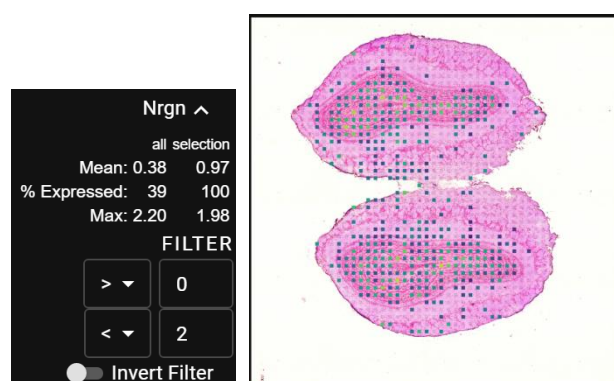 Nrgn
all selection
Mean: 0.38 0.97
% Expressed: 39 100
Max: 2.20 1.98
FILTER
> 0
< 2
Invert Filter